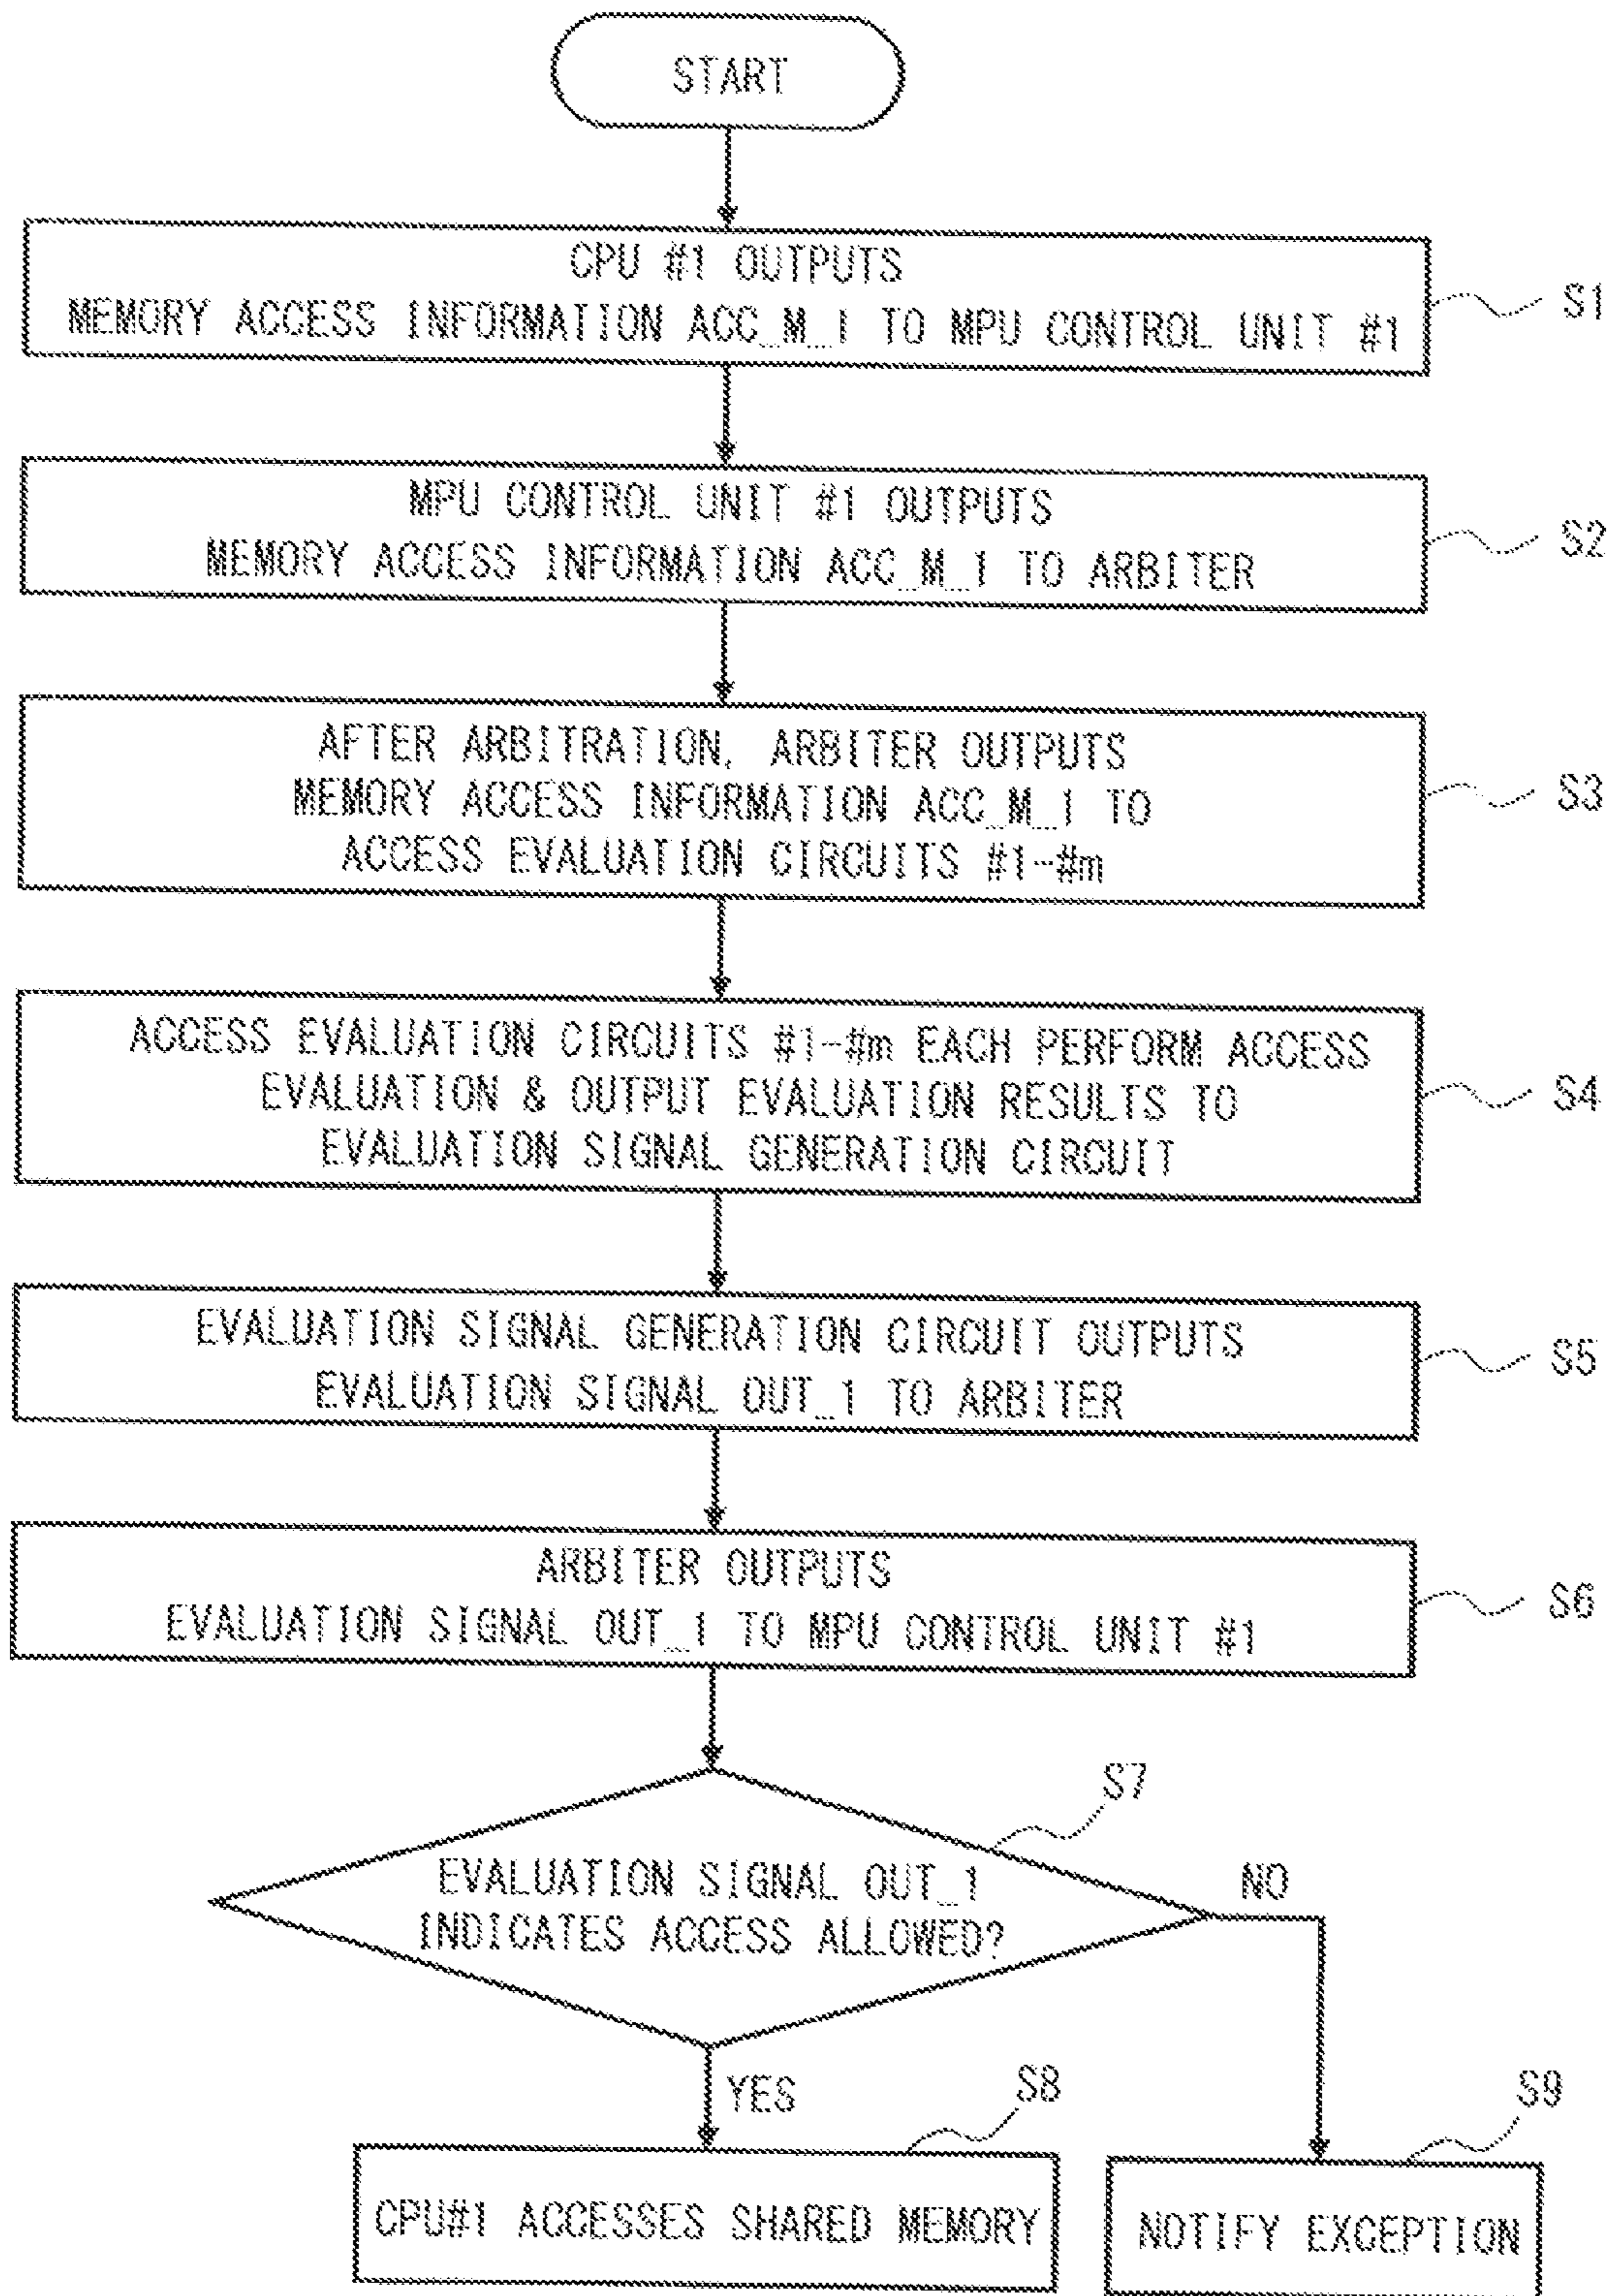 START
CPU #1 OUTPUTS
MEMORY ACCESS INFORMATION ACC_M_1 TO MPU CONTROL UNIT #1
S1
MPU CONTROL UNIT #1 OUTPUTS
MEMORY ACCESS INFORMATION ACC_M_1 TO ARBITER
S2
AFTER ARBITRATION, ARBITER OUTPUTS
MEMORY ACCESS INFORMATION ACC_M_1 TO
ACCESS EVALUATION CIRCUITS #1-#m
S3
ACCESS EVALUATION CIRCUITS #1-#m EACH PERFORM ACCESS
EVALUATION & OUTPUT EVALUATION RESULTS TO
EVALUATION SIGNAL GENERATION CIRCUIT
S4
EVALUATION SIGNAL GENERATION CIRCUIT OUTPUTS
EVALUATION SIGNAL OUT_1 TO ARBITER
S5
ARBITER OUTPUTS
EVALUATION SIGNAL OUT_1 TO MPU CONTROL UNIT #1
S6
S7
EVALUATION SIGNAL OUT_1
INDICATES ACCESS ALLOWED?
NO
YES
S8
S9
CPU#1 ACCESSES SHARED MEMORY
NOTIFY EXCEPTION